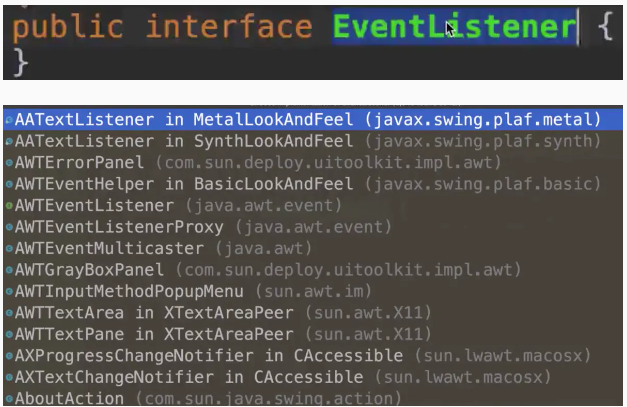 public interface EventListener {
}
AATextListener in MetalLookAndFeel (javax.swing.plaf.metal)
AATextListener in SynthLookAndFeel (javax.swing.plaf.synth)
AWTErrorPanel (com.sun.deploy.uitoolkit.impl.awt)
AWTEventHelper in BasicLookAndFeel (javax.swing.plaf.basic)
AWTEventListener (java.awt.event)
AWTEventListenerProxy (java.awt.event)
AWTEventMulticaster (java.awt)
AWTGrayBoxPanel (com.sun.deploy.uitoolkit.impl.awt)
AWTInputMethodPopupMenu (sun.awt.im)
AWTTextArea in XTextAreaPeer (sun.awt.X11)
AWTTextPane in XTextAreaPeer (sun.awt.X11)
AXProgressChangeNotifier in CAccessible (sun.lwawt.macosx)
AXTextChangeNotifier in CAccessible (sun.lwawt.macosx)
AboutAction (com.sun.java.swing.action)